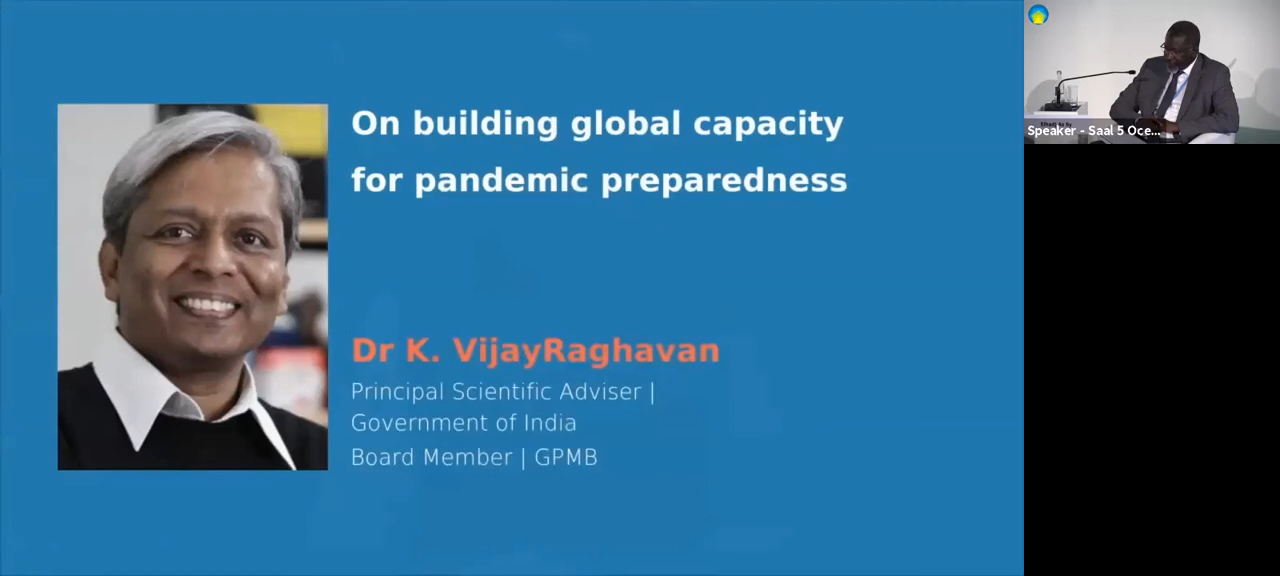 On building global capacity
for pandemic preparedness
Dr K. VijayRaghavan
Principal Scientific Adviser |
Government of India
Board Member | GPMB
Speaker - Saal 5 Oce...